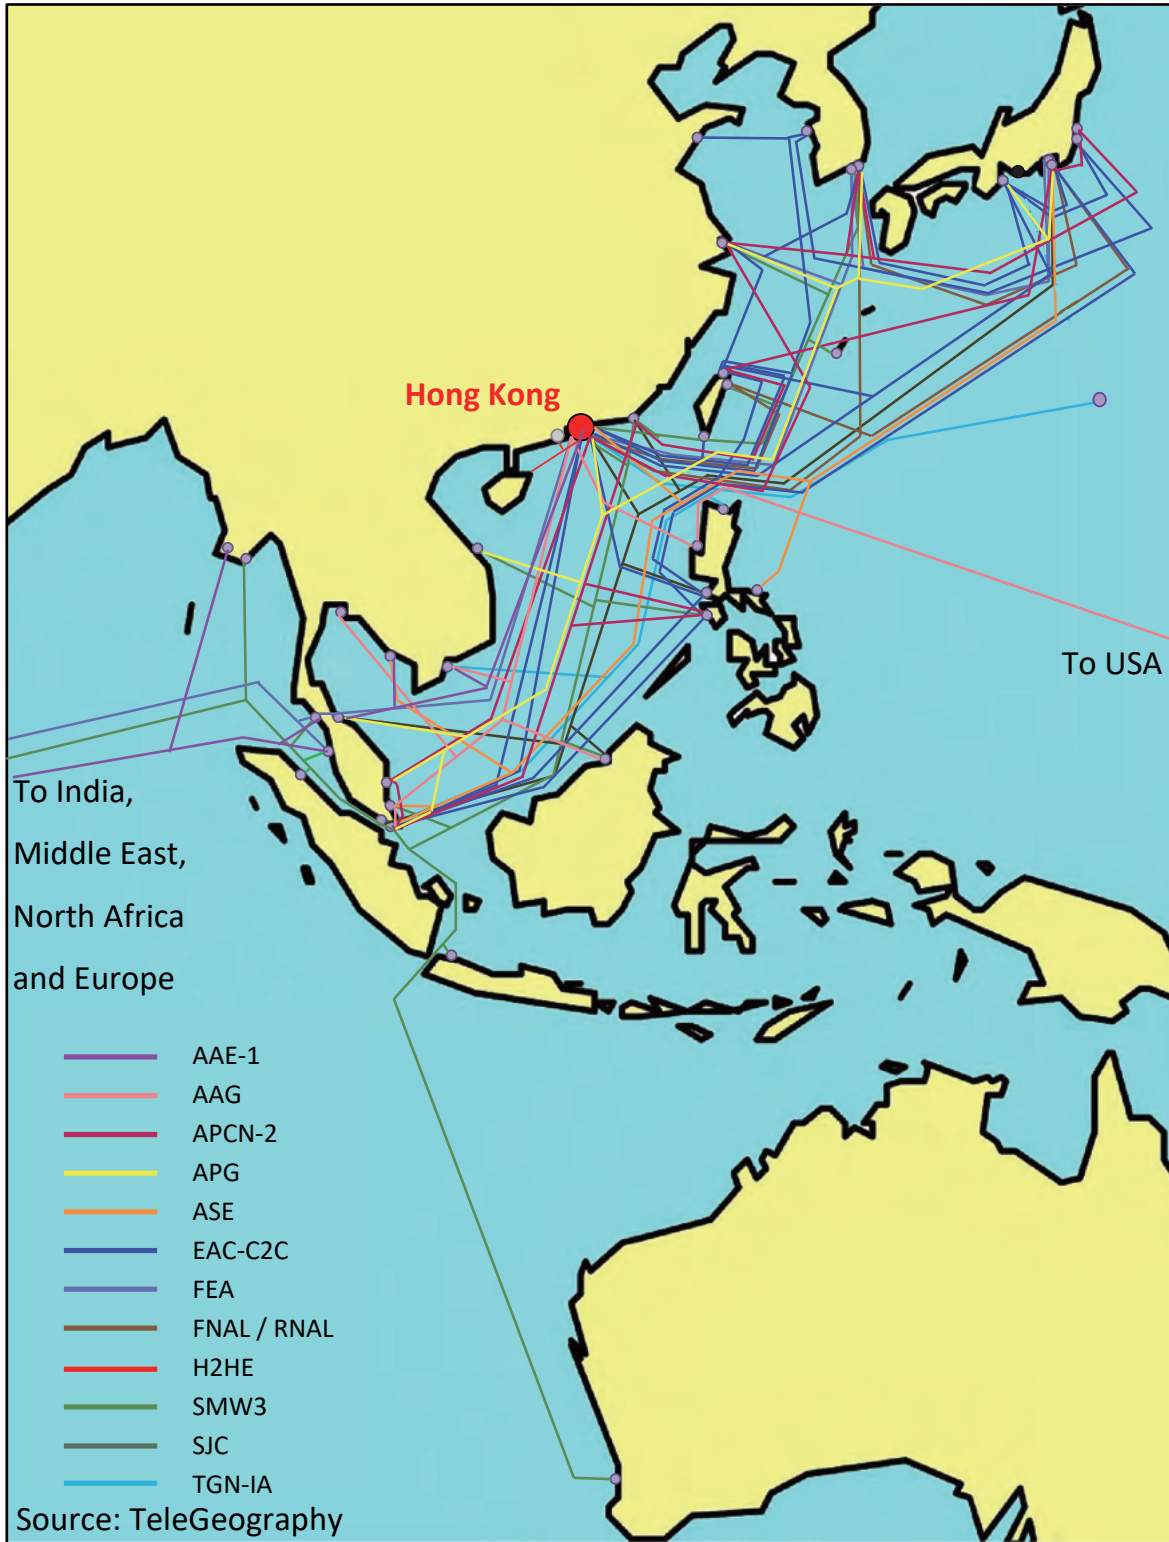 Hong Kong
To USA
To India,
Middle East,
North Africa
and Europe
AAE-1
AAG
APCN-2
APG
ASE
EAC-C2C
FEA
FNAL / RNAL
H2HE
SMW3
SJC
TGN-IA
Source: TeleGeography